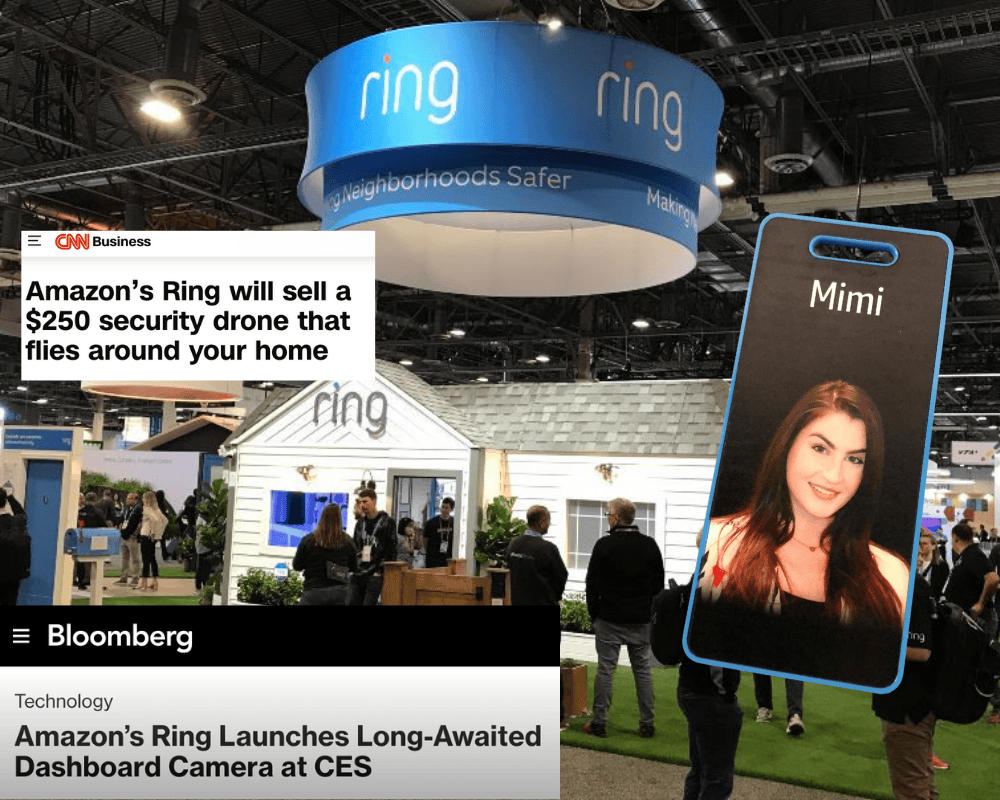 ring
ring
Neighborhoods Safer
Making
CNN Business
Amazon's Ring will sell a
$250 security drone that
flies around your home
Mimi
ring
Bloomberg
Technology
Amazon's Ring Launches Long-Awaited
Dashboard Camera at CES